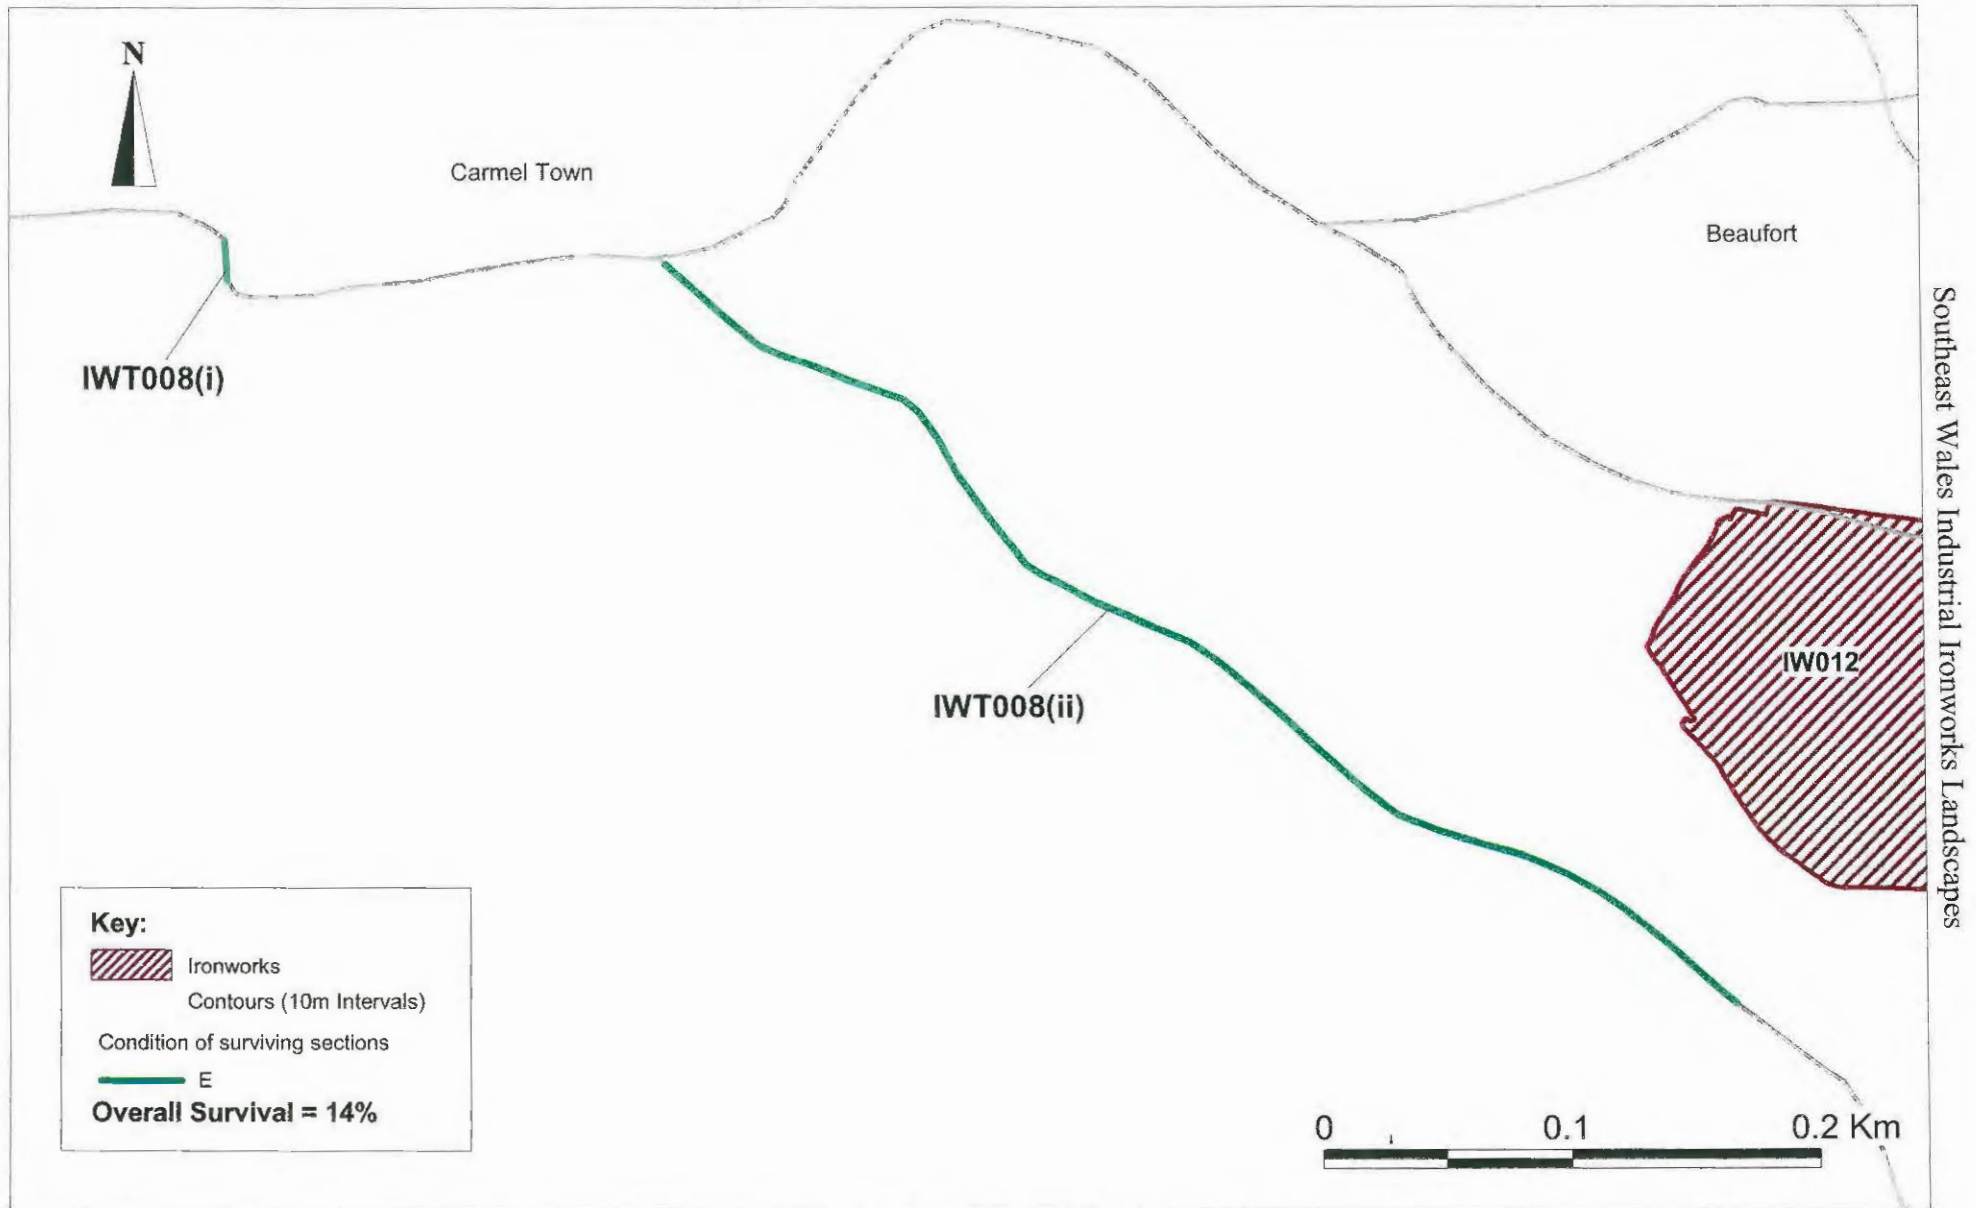 N
Carmel Town
Beaufort
IWT008(i)
IWT008(ii)
IW012
Southeast Wales Industrial Ironworks Landscapes
Key:
Ironworks
Contours (10m Intervals)
Condition of surviving sections
E
Overall Survival = 14%
0 0.1 0.2 Km